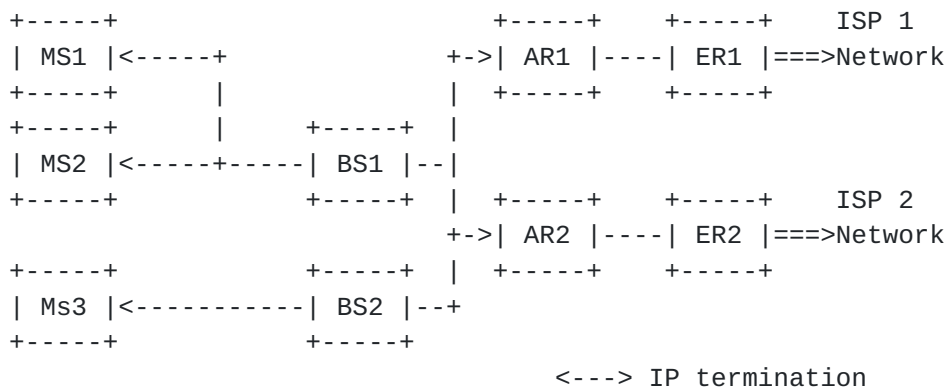 +-----+                       +-----+   +-----+    ISP 1
| MS1 |<-----+              +->| AR1 |----| ER1 |===>Network
+-----+      |              |  +-----+    +-----+
+-----+      |     +-----+  |
| MS2 |<-----+-----| BS1 |--|
+-----+            +-----+  |  +-----+    +-----+    ISP 2
                            +->| AR2 |----| ER2 |===>Network
+-----+            +-----+  |  +-----+    +-----+
| Ms3 |<-----------| BS2 |--+
+-----+            +-----+
                                   <---> IP termination